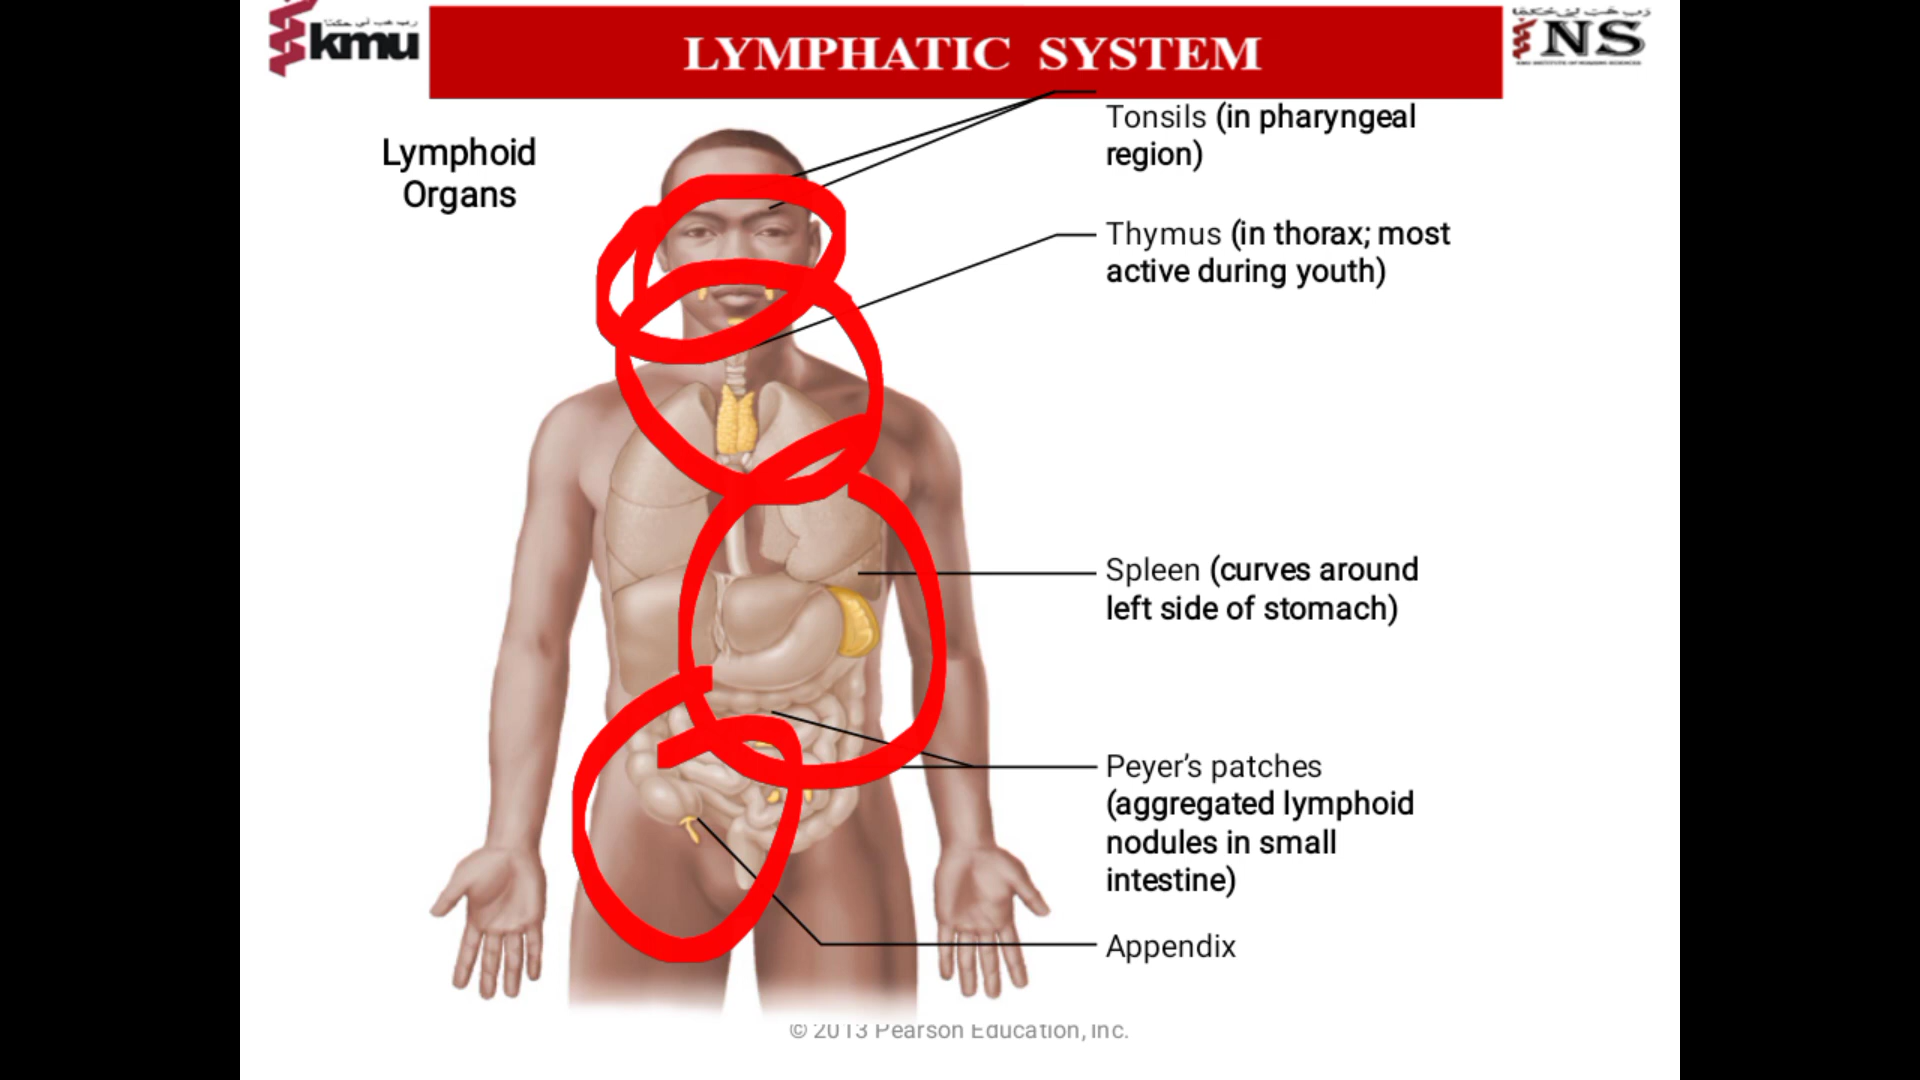 kmu
LYMPHATIC SYSTEM
NS
Lymphoid
Organs
Tonsils (in pharyngeal
region)
Thymus (in thorax; most
active during youth)
Spleen (curves around
left side of stomach)
Peyer’s patches
(aggregated lymphoid
nodules in small
intestine)
Appendix
© 2013 Pearson Education, Inc.